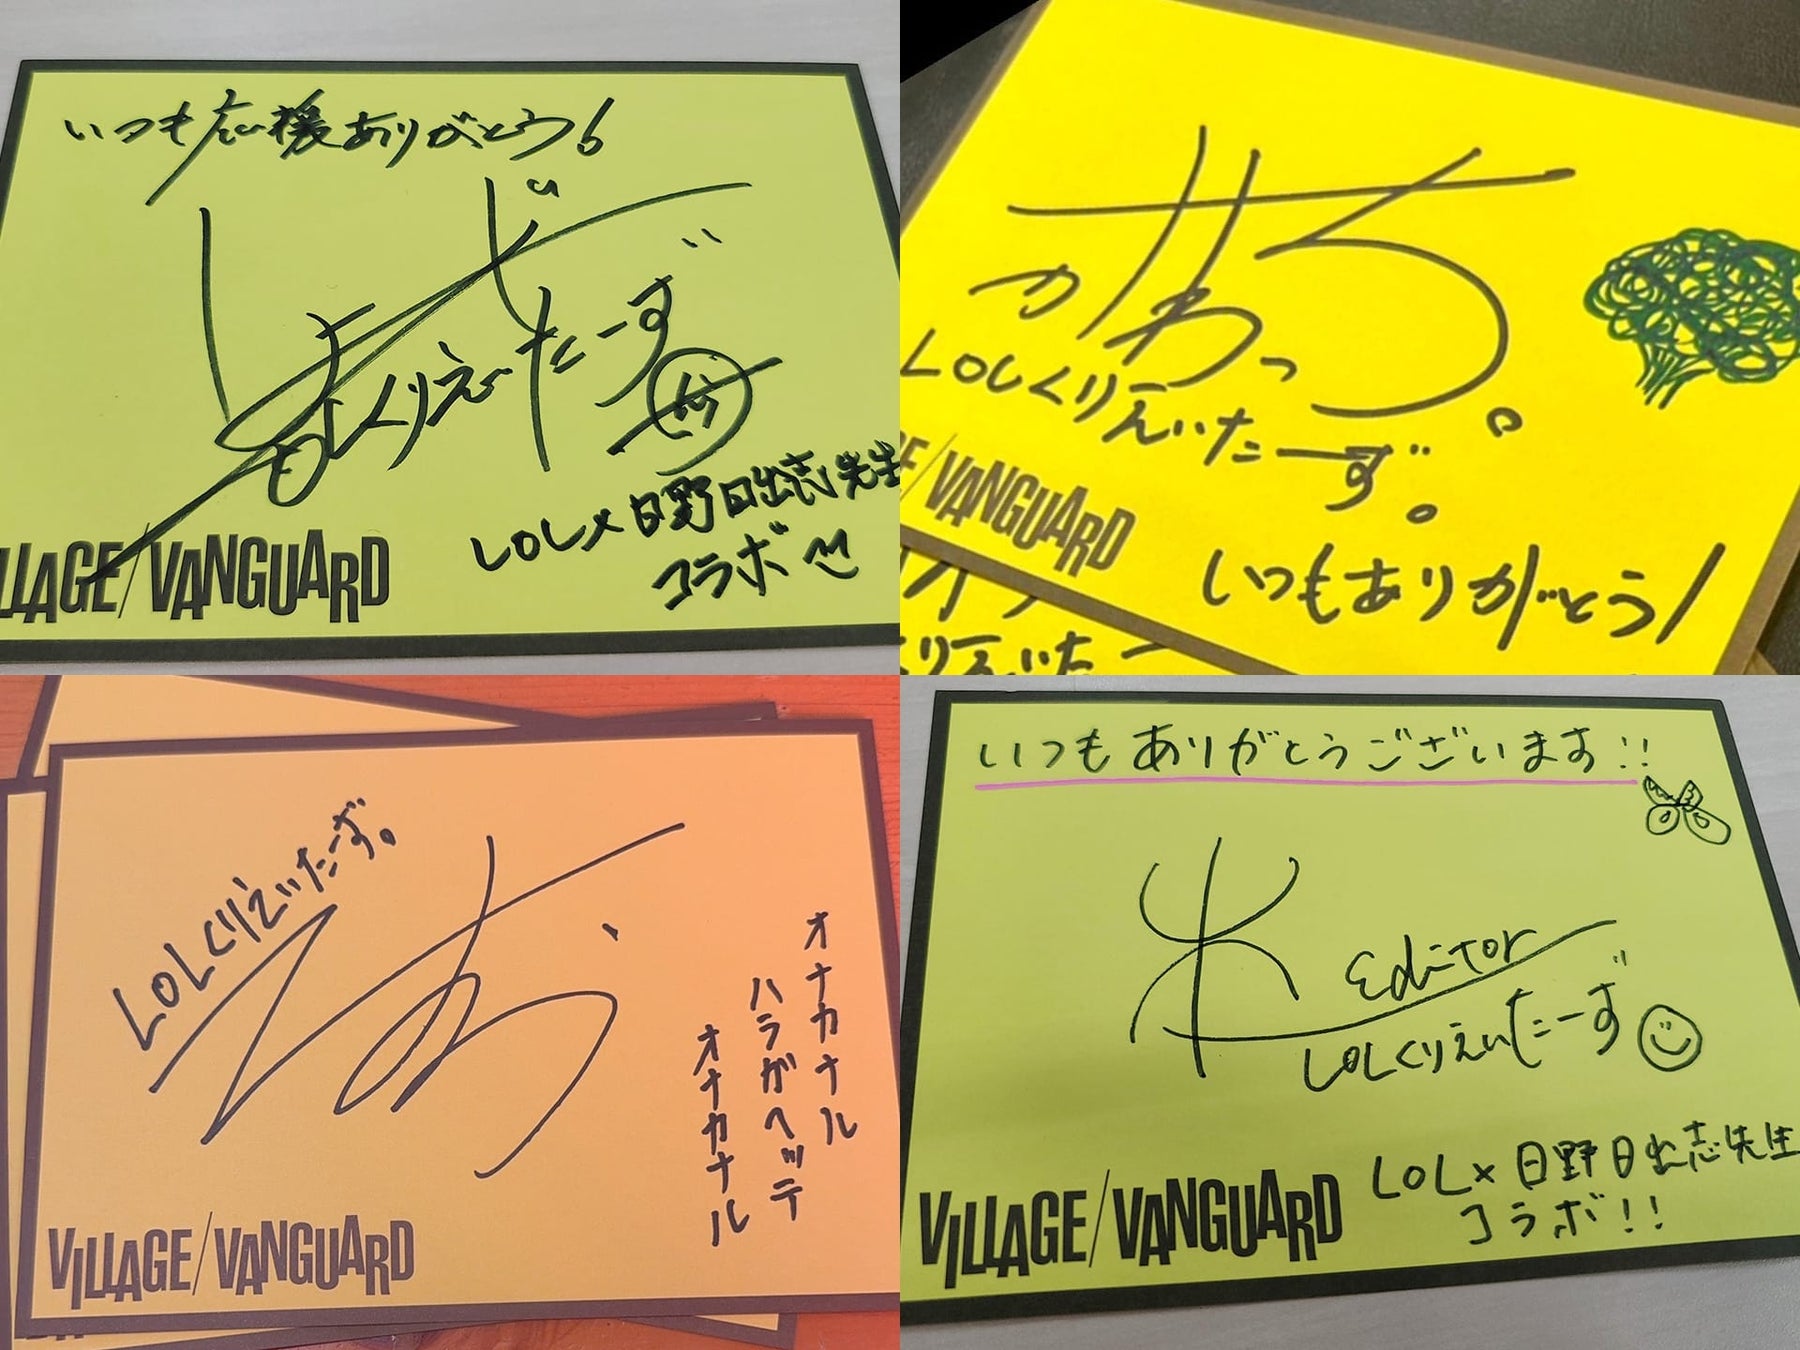 いつも応援ありがとう!
LOLくりえいたーず
LOL×日野日出志先生
コラボ
VILLAGE/VANGUARD
LOLくりえいたーず。
VANGUARD
いつもありがとう!
LOLくりえいたーず。
オナカナル
ハラガヘッテ
オナカナル
VILLAGE/VANGUARD
いつもありがとうございます!!
Editor
LOLくりえいたーず
LOL×日野日出志先生
コラボ!!
VILLAGE/VANGUARD